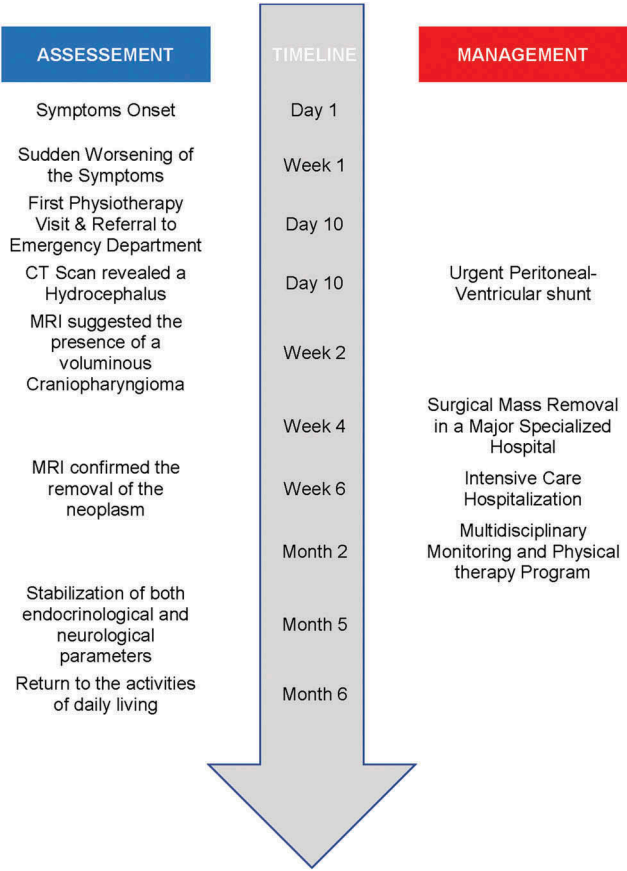 ASSESSEMENT
TIMELINE
MANAGEMENT
Symptoms Onset
Day 1
Sudden Worsening of
the Symptoms
Week 1
First Physiotherapy
Visit & Referral to
Emergency Department
Day 10
CT Scan revealed a
Hydrocephalus
Day 10
Urgent Peritoneal-
Ventricular shunt
MRI suggested the
presence of a
voluminous
Craniopharyngioma
Week 2
Week 4
Surgical Mass Removal
in a Major Specialized
Hospital
MRI confirmed the
removal of the
neoplasm
Week 6
Intensive Care
Hospitalization
Month 2
Multidisciplinary
Monitoring and Physical
therapy Program
Stabilization of both
endocrinological and
neurological
parameters
Month 5
Return to the activities
of daily living
Month 6